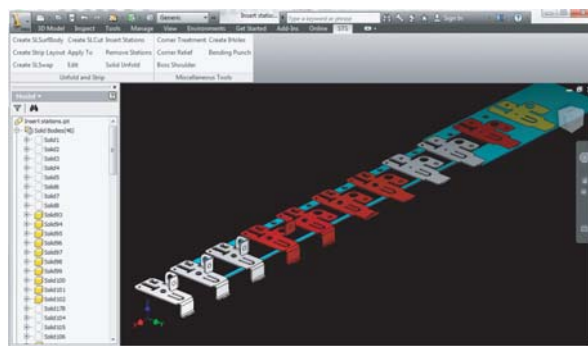 Generic Insert statio... Type a keyword or phrase Sign In
3D Model Inspect Tools Manage View Environments Get Started Add-Ins Online STS
Create SLSurfBody Create SLCut Insert Stations Corner Treatment Create IHoles
Create Strip Layout Apply To Remove Stations Corner Relief Bending Punch
Create SLSwap Edit Solid Unfold Boss Shoulder
Unfold and Strip Miscellaneous Tools
Model
Insert stations.ipt
Solid Bodies(46)
Solid1
Solid2
Solid3
Solid4
Solid5
Solid6
Solid7
Solid8
Solid93
Solid94
Solid95
Solid96
Solid97
Solid98
Solid99
Solid100
Solid101
Solid102
Solid178
Solid104
Solid105
Solid106